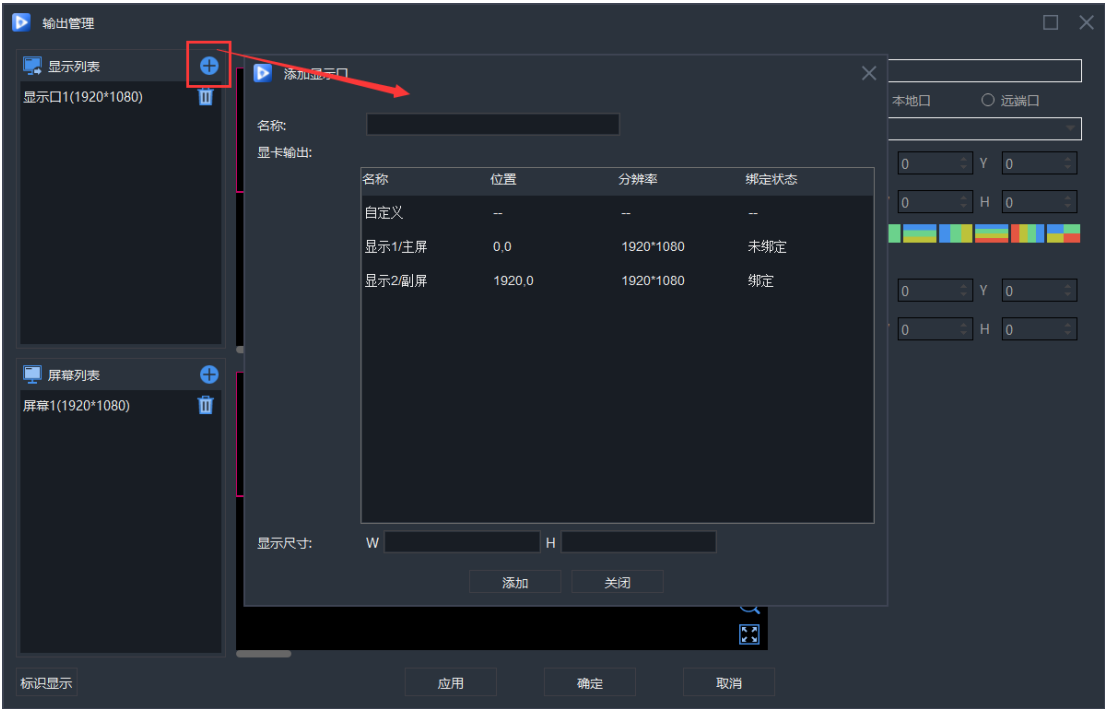 输出管理
显示列表
显示口1(1920*1080)
添加显示口
名称:
显卡输出:
名称 位置 分辨率 绑定状态
自定义 -- -- --
显示1/主屏 0,0 1920*1080 未绑定
显示2/副屏 1920,0 1920*1080 绑定
显示尺寸: W H
添加 关闭
本地口 远端口
0 Y 0
0 H 0
0 Y 0
0 H 0
屏幕列表
屏幕1(1920*1080)
标识显示 应用 确定 取消